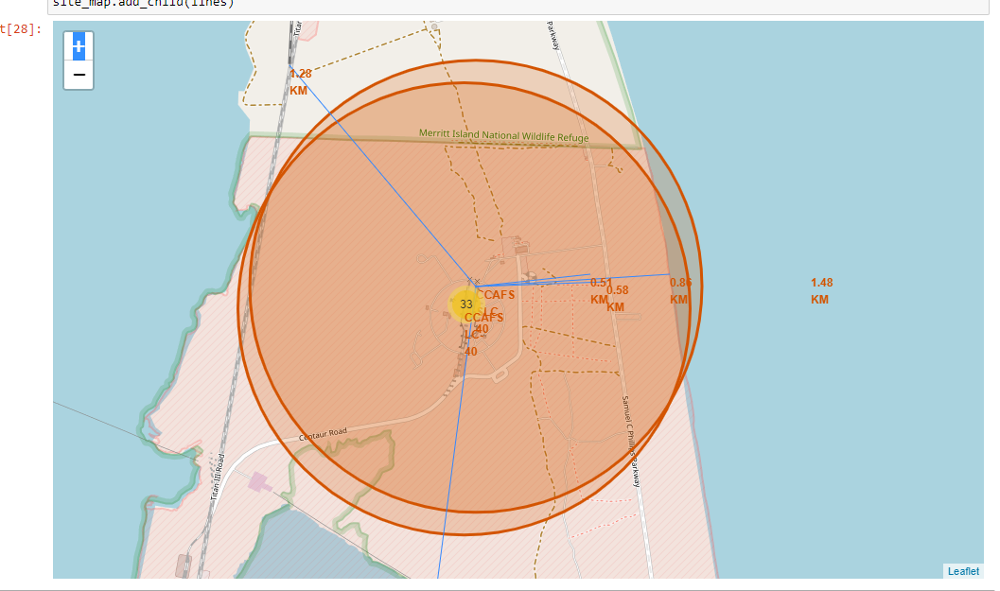 site_map.add_child(lines)
t[28]:
+
−
Titan
Parkway
1.28
KM
Merritt Island National Wildlife Refuge
0.51
KM
0.58
KM
0.86
KM
1.48
KM
33
CCAFS
SLC
40
CCAFS
LC-
40
Centaur Road
Titan III Road
Samuel C Phillips Parkway
Leaflet